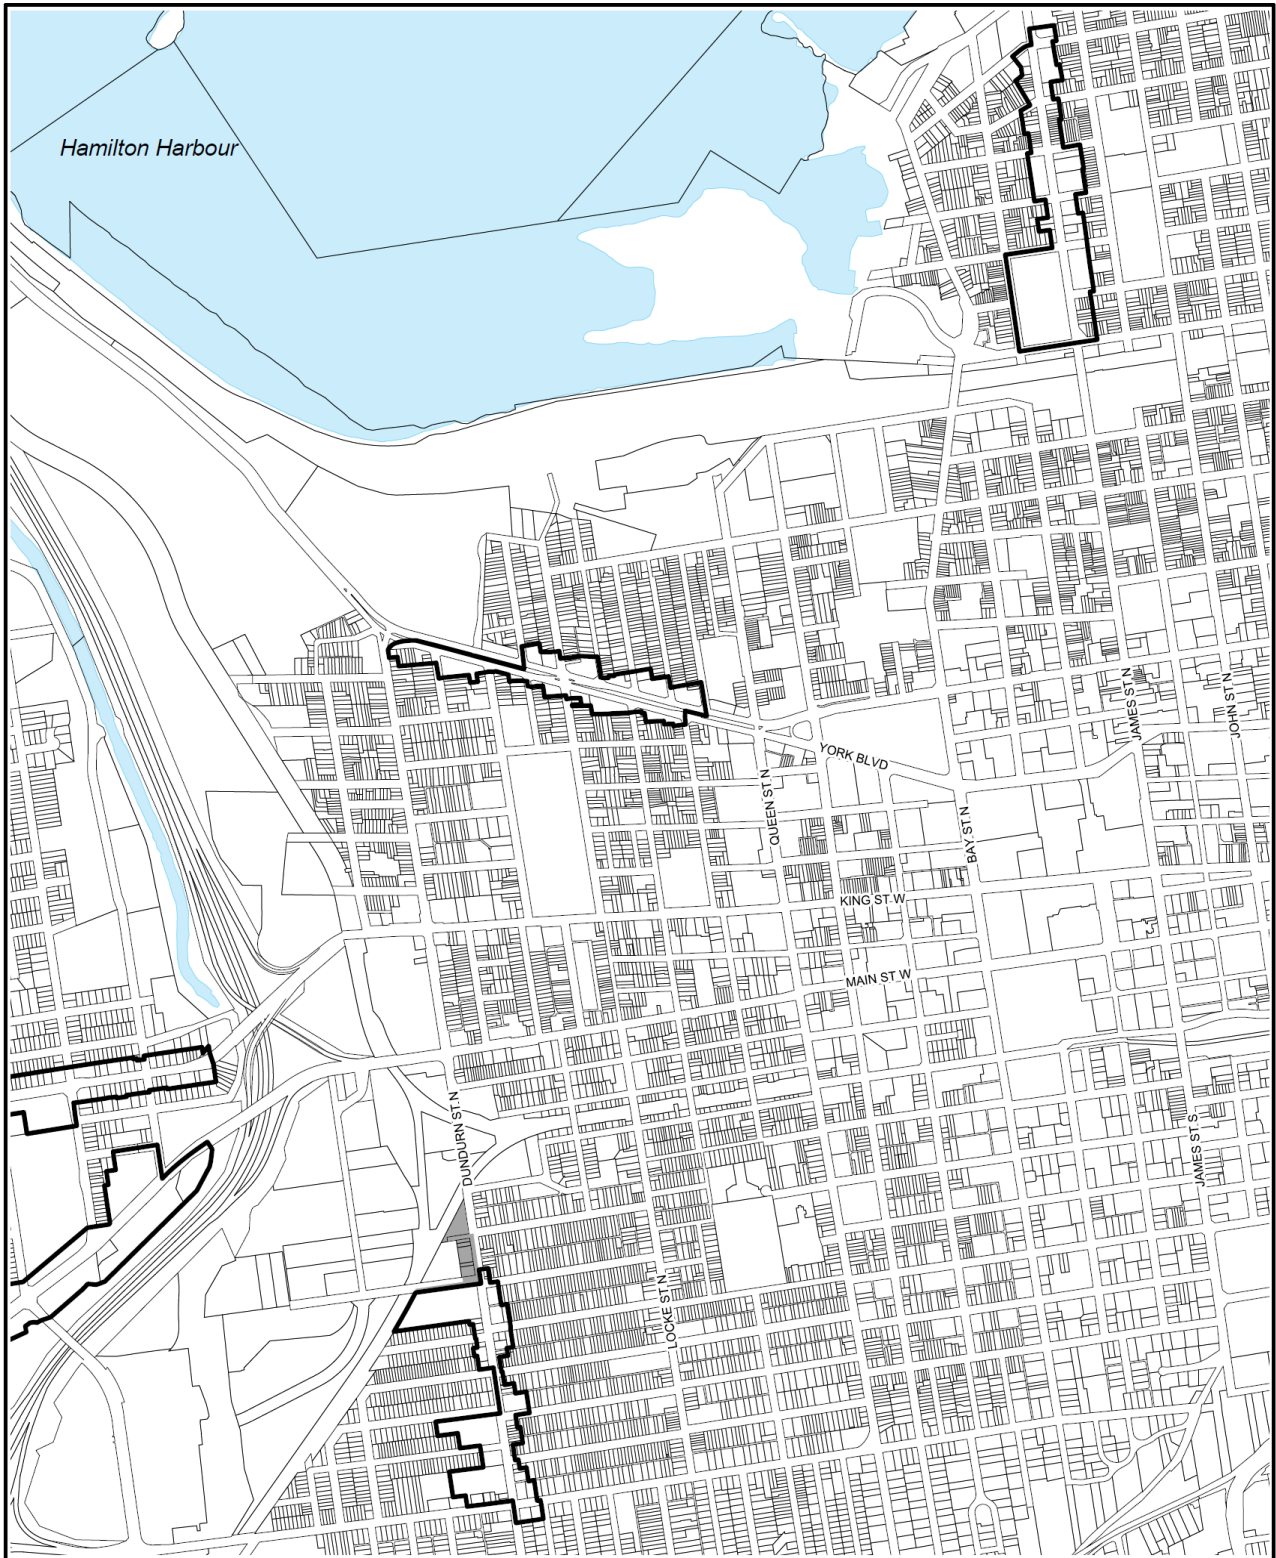 Hamilton Harbour
JAMES ST N
JOHN ST N
YORK BLVD
QUEEN ST N
BAY ST N
KING ST W
MAIN ST W
DUNDURN ST N
JAMES ST S
LOCKE ST N